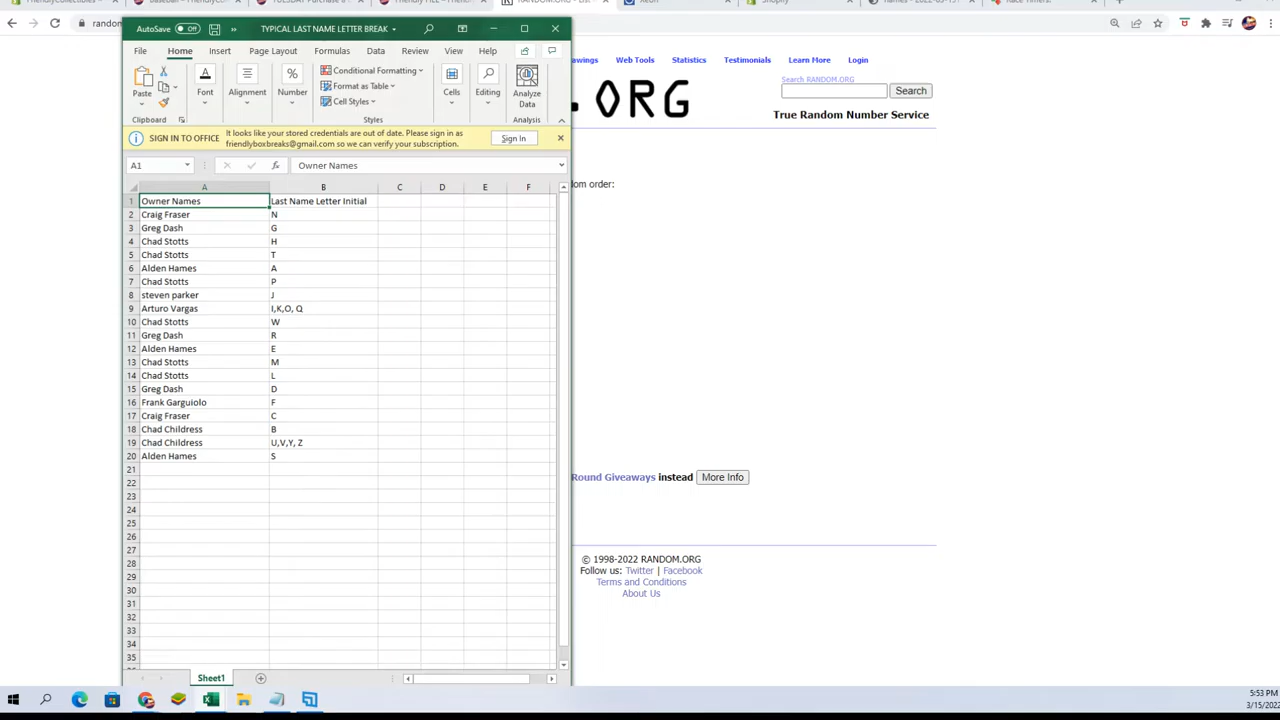 AutoSave TYPICAL LAST NAME LETTER BREAK
File Home Insert Page Layout Formulas Data Review View Help
Paste
Clipboard
Font
Alignment
Number
Conditional Formatting
Format as Table
Cell Styles
Styles
Cells
Editing
Analyze
Data
Analysis
SIGN IN TO OFFICE It looks like your stored credentials are out of date. Please sign in as
friendlyboxbreaks@gmail.com so we can verify your subscription.
Sign In
A1 fx Owner Names
A B C D E F
1 Owner Names Last Name Letter Initial
2 Craig Fraser N
3 Greg Dash G
4 Chad Stotts H
5 Chad Stotts T
6 Alden Hames A
7 Chad Stotts P
8 steven parker J
9 Arturo Vargas I,K,O, Q
10 Chad Stotts W
11 Greg Dash R
12 Alden Hames E
13 Chad Stotts M
14 Chad Stotts L
15 Greg Dash D
16 Frank Garguiolo F
17 Craig Fraser C
18 Chad Childress B
19 Chad Childress U,V,Y, Z
20 Alden Hames S
21
22
23
24
25
26
27
28
29
30
31
32
33
34
35
Sheet1
random
awings Web Tools Statistics Testimonials Learn More Login
Search RANDOM.ORG
Search
.ORG
True Random Number Service
dom order:
Round Giveaways instead More Info
© 1998-2022 RANDOM.ORG
Follow us: Twitter | Facebook
Terms and Conditions
About Us
5:53 PM
3/15/2022